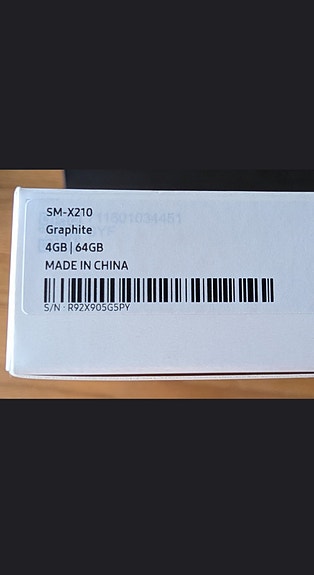 SM-X210
Graphite
4GB | 64GB
MADE IN CHINA
S/N : R92X905G5PY